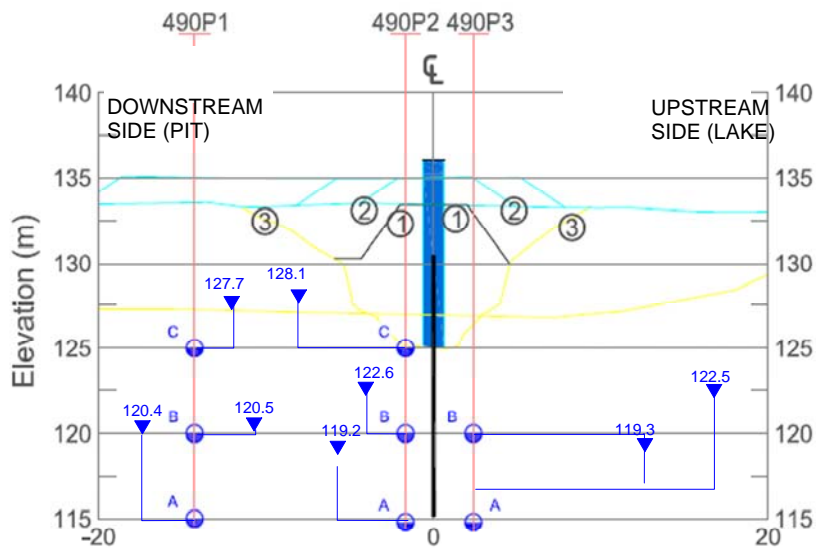 490P1 490P2 490P3
℄
140 140
DOWNSTREAM
SIDE (PIT)
UPSTREAM
SIDE (LAKE)
135 135
③ ② ① ① ② ③
130 130
127.7 128.1
C C
125 125
122.6 122.5
120.4 120.5 119.2 119.3
B B B
120 120
A A A
115 115
-20 0 20
Elevation (m)